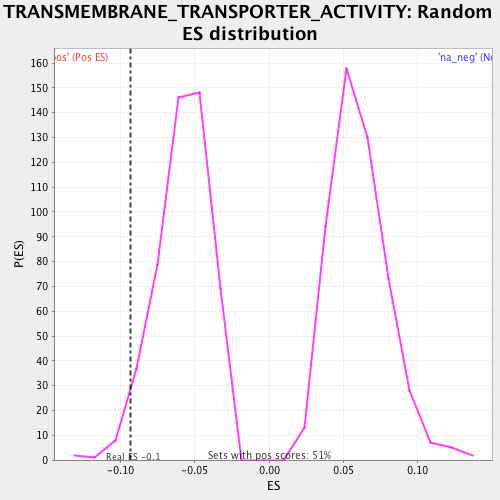 TRANSMEMBRANE_TRANSPORTER_ACTIVITY: Random
ES distribution
os' (Pos ES)
'na_neg' (N
160
150
140
130
120
110
100
90
80
70
60
50
40
30
20
10
0
P(ES)
Real ES -0.1
Sets with pos scores: 51%
-0.10
-0.05
0.00
0.05
0.10
ES